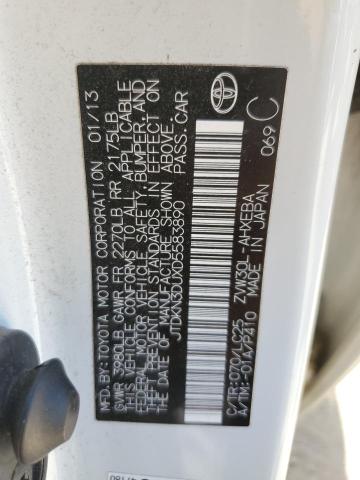 MFD.BY:TOYOTA MOTOR CORPORATION 01/13
GVWR 3980LB GAWR FR 2270LB RR 2175LB
THIS VEHICLE CONFORMS TO ALL APPLICABLE
FEDERAL MOTOR VEHICLE SAFETY, BUMPER, AND
THEFT PREVENTION STANDARDS IN EFFECT ON
THE DATE OF MANUFACTURE SHOWN ABOVE.
JTDKN3DUXD5583890 PASS.CAR
C/TR:070/LC25 ZVW30L-AHXEBA
A/TM:-01A/P410 MADE IN JAPAN 069 C